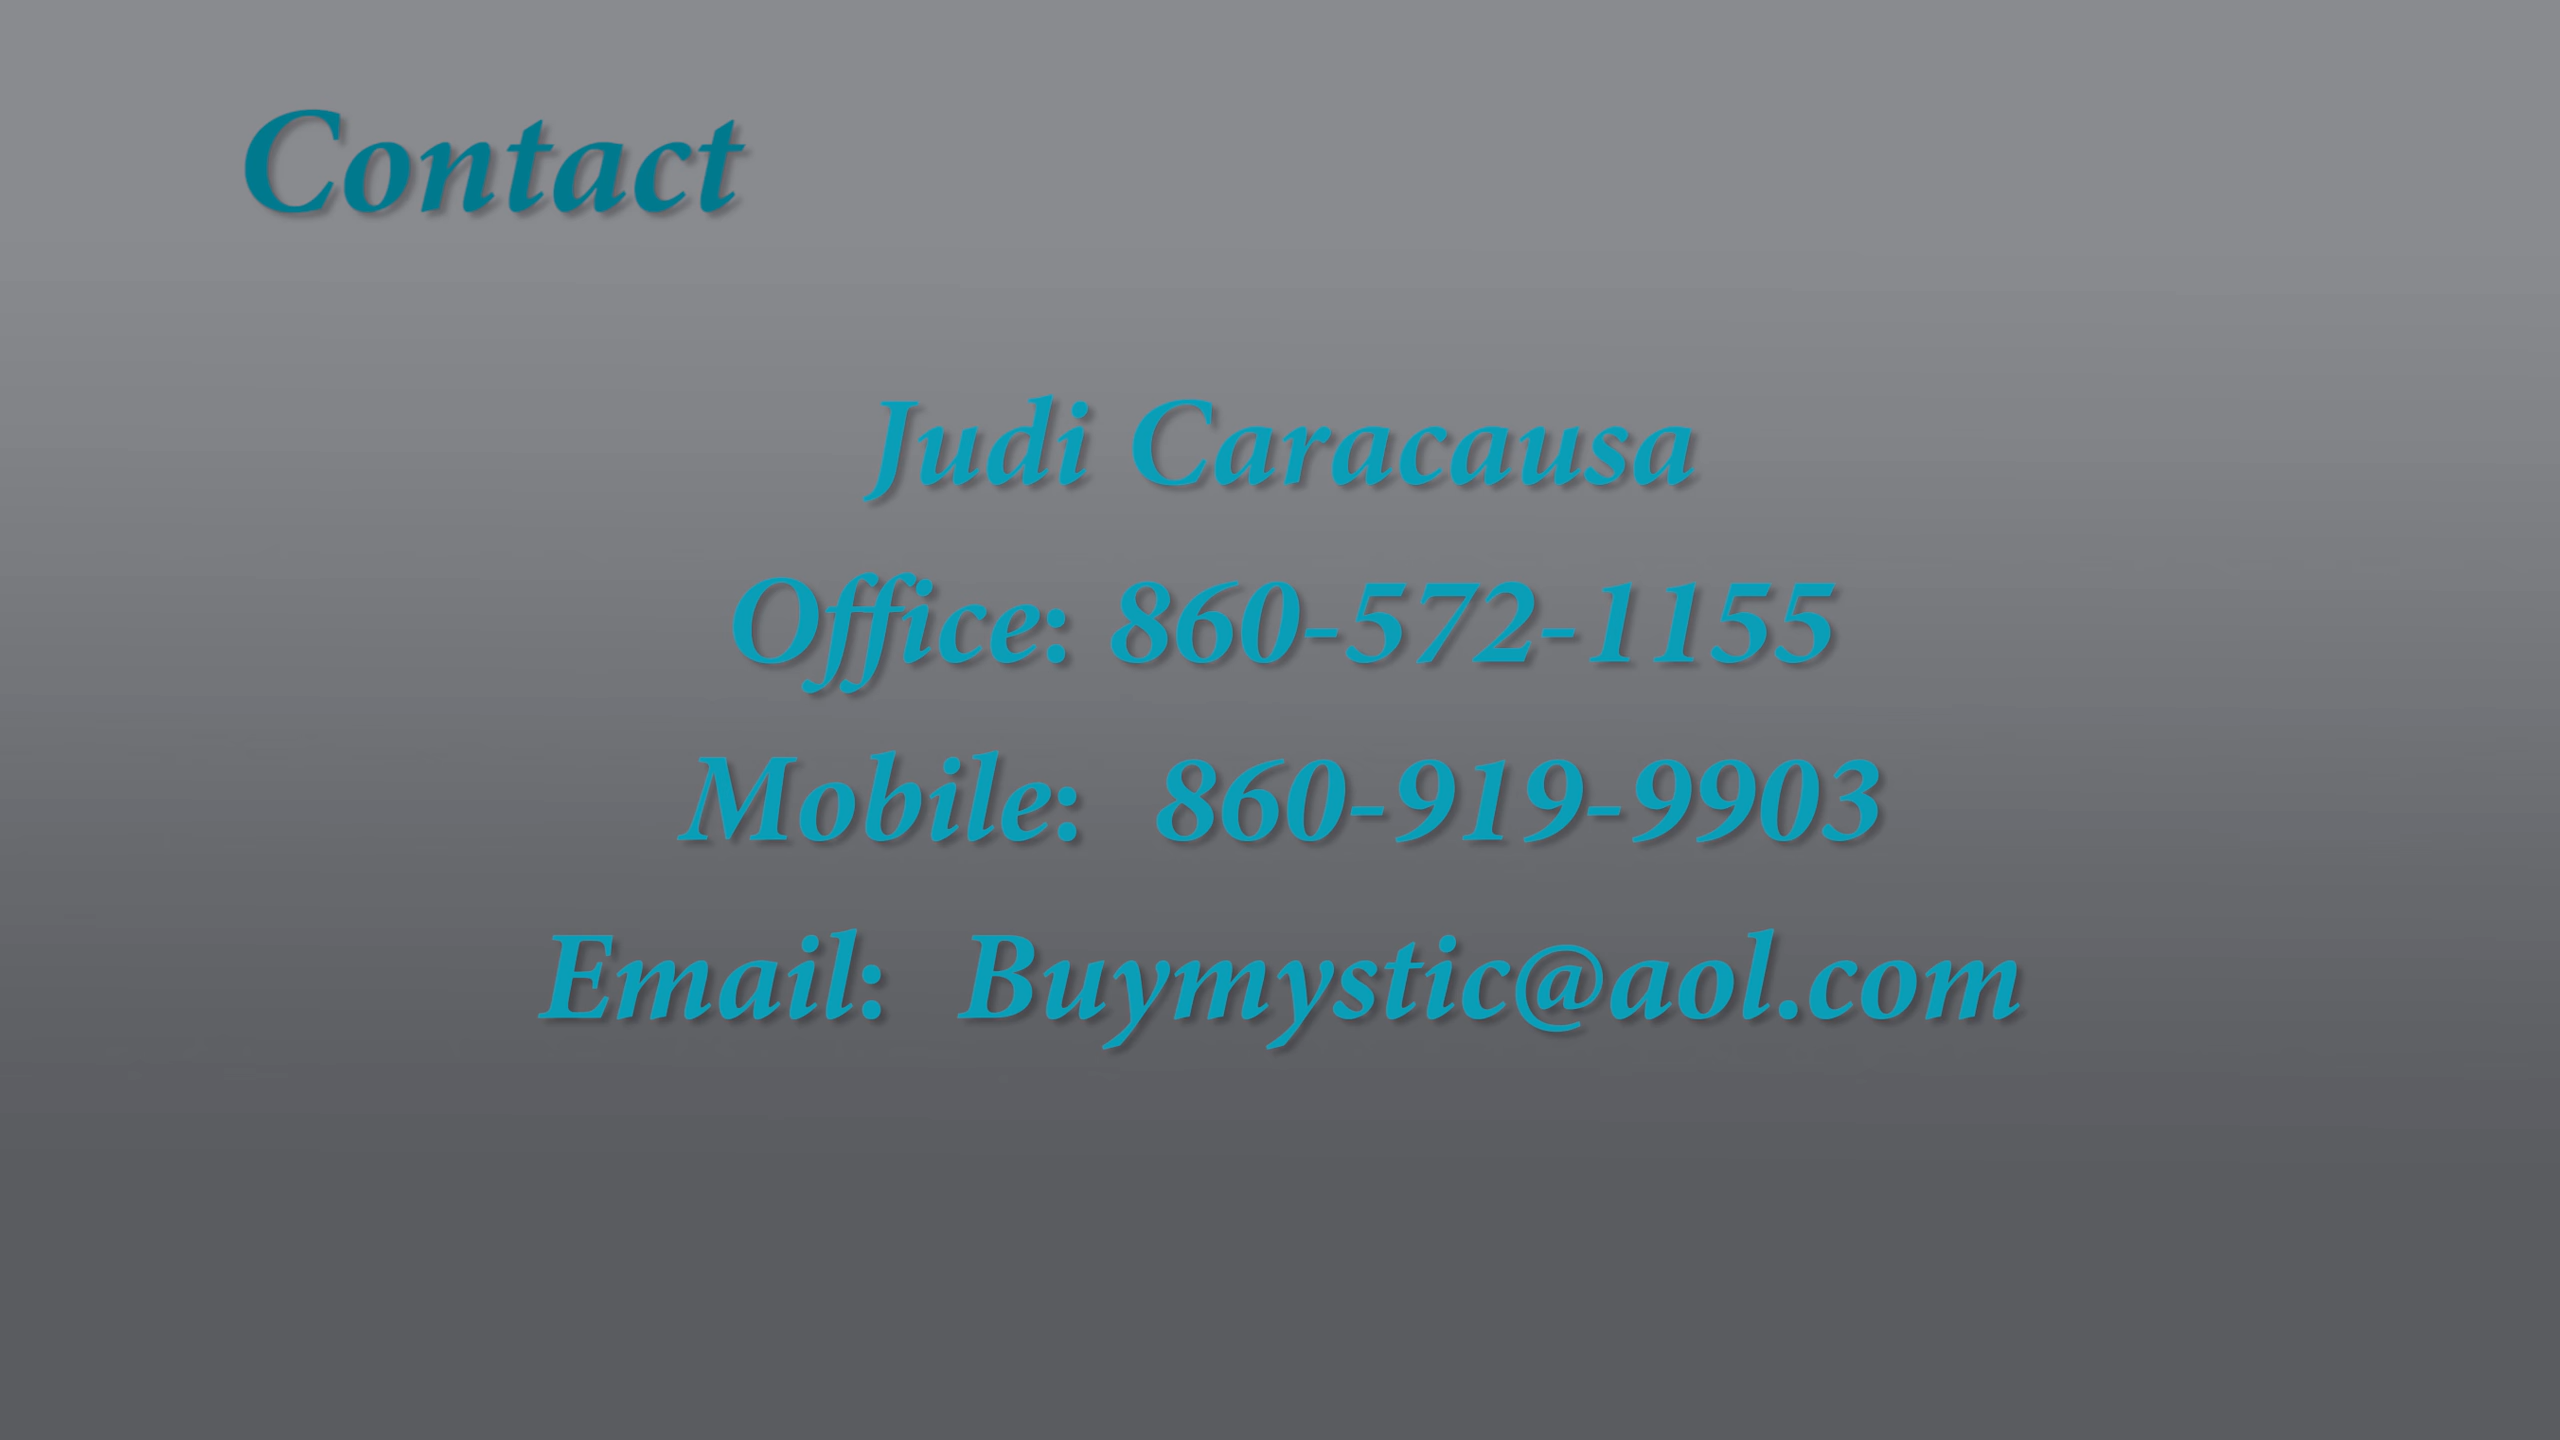 Contact
Judi Caracausa
Office: 860-572-1155
Mobile:  860-919-9903
Email:  Buymystic@aol.com